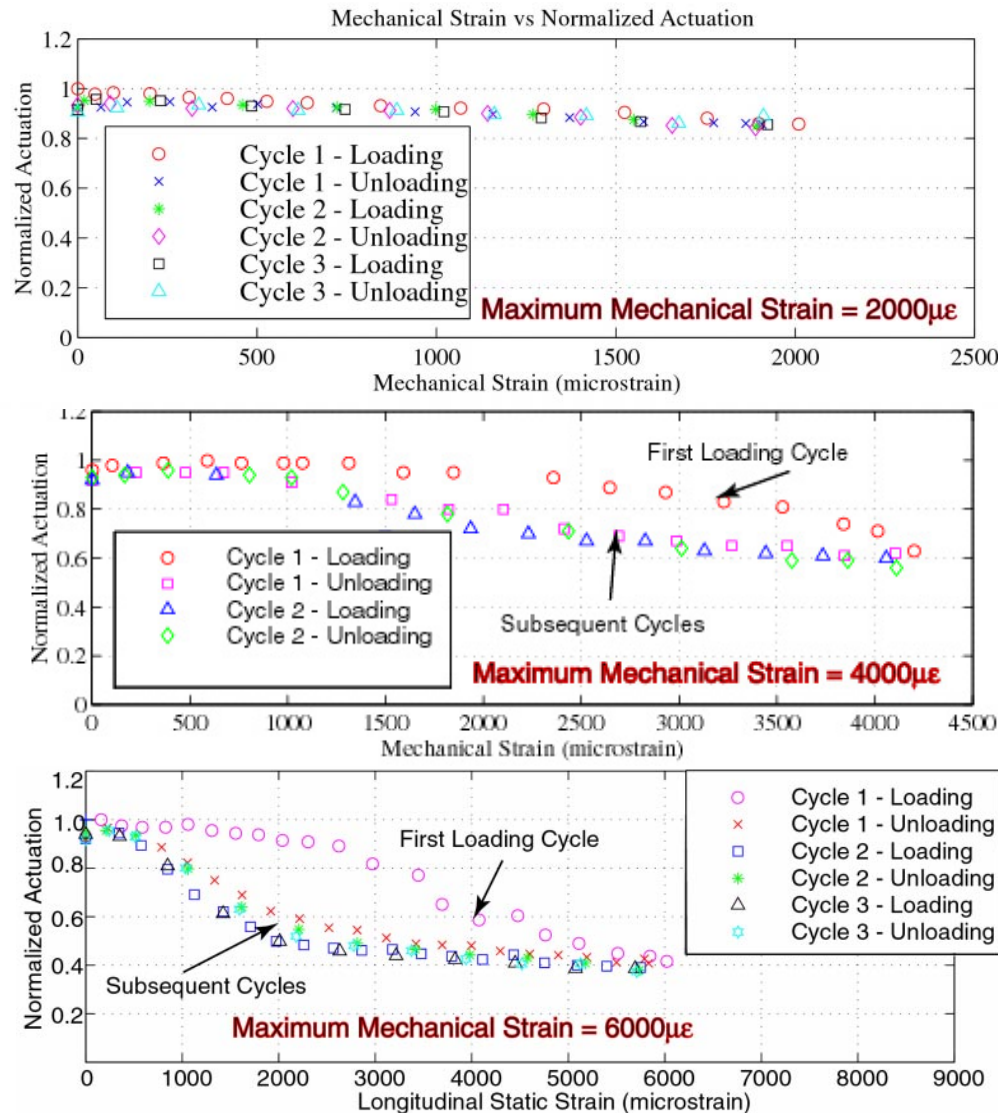 Mechanical Strain vs Normalized Actuation
1.2
1
0.8
0.6
0.4
0.2
0
Normalized Actuation
Cycle 1 - Loading
Cycle 1 - Unloading
Cycle 2 - Loading
Cycle 2 - Unloading
Cycle 3 - Loading
Cycle 3 - Unloading
Maximum Mechanical Strain = 2000με
0 500 1000 1500 2000 2500
Mechanical Strain (microstrain)
1.2
1
0.8
0.6
0.4
0.2
0
Normalized Actuation
First Loading Cycle
Cycle 1 - Loading
Cycle 1 - Unloading
Cycle 2 - Loading
Cycle 2 - Unloading
Subsequent Cycles
Maximum Mechanical Strain = 4000με
0 500 1000 1500 2000 2500 3000 3500 4000 4500
Mechanical Strain (microstrain)
1.2
1.0
0.8
0.6
0.4
0.2
Normalized Actuation
First Loading Cycle
Cycle 1 - Loading
Cycle 1 - Unloading
Cycle 2 - Loading
Cycle 2 - Unloading
Cycle 3 - Loading
Cycle 3 - Unloading
Subsequent Cycles
Maximum Mechanical Strain = 6000με
0 1000 2000 3000 4000 5000 6000 7000 8000 9000
Longitudinal Static Strain (microstrain)